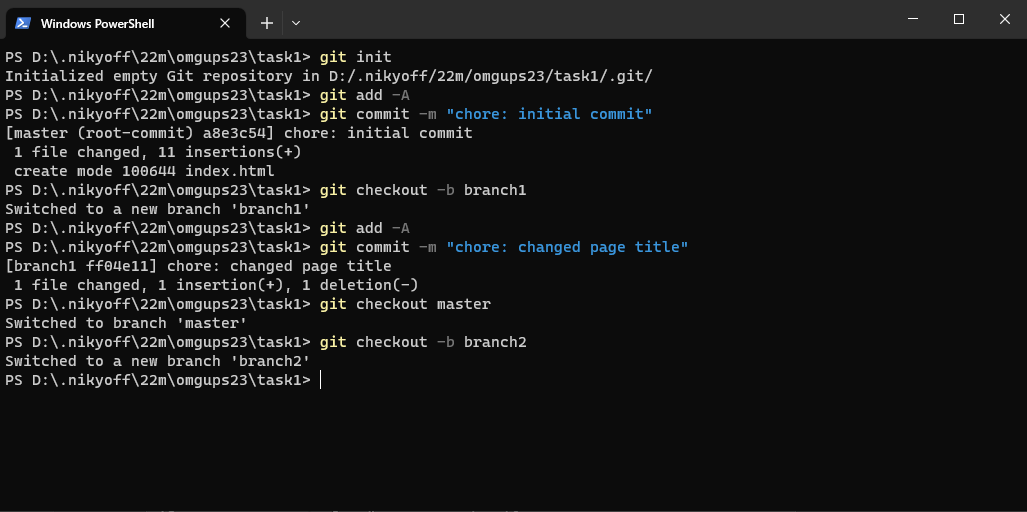 Windows PowerShell
PS D:\.nikyoff\22m\omgups23\task1> git init
Initialized empty Git repository in D:/.nikyoff/22m/omgups23/task1/.git/
PS D:\.nikyoff\22m\omgups23\task1> git add -A
PS D:\.nikyoff\22m\omgups23\task1> git commit -m "chore: initial commit"
[master (root-commit) a8e3c54] chore: initial commit
 1 file changed, 11 insertions(+)
 create mode 100644 index.html
PS D:\.nikyoff\22m\omgups23\task1> git checkout -b branch1
Switched to a new branch 'branch1'
PS D:\.nikyoff\22m\omgups23\task1> git add -A
PS D:\.nikyoff\22m\omgups23\task1> git commit -m "chore: changed page title"
[branch1 ff04e11] chore: changed page title
 1 file changed, 1 insertion(+), 1 deletion(-)
PS D:\.nikyoff\22m\omgups23\task1> git checkout master
Switched to branch 'master'
PS D:\.nikyoff\22m\omgups23\task1> git checkout -b branch2
Switched to a new branch 'branch2'
PS D:\.nikyoff\22m\omgups23\task1>